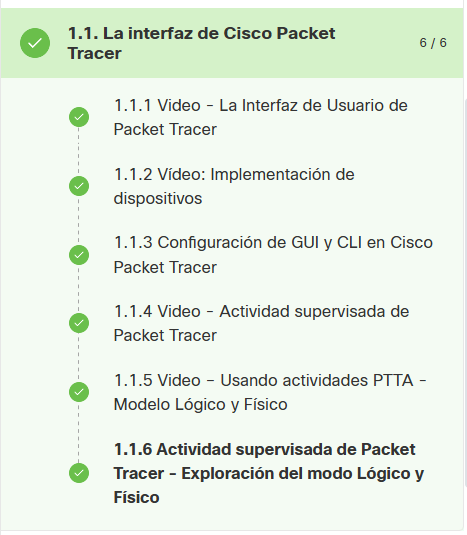 1.1. La interfaz de Cisco Packet
Tracer
6 / 6
1.1.1 Video - La Interfaz de Usuario de
Packet Tracer
1.1.2 Vídeo: Implementación de
dispositivos
1.1.3 Configuración de GUI y CLI en Cisco
Packet Tracer
1.1.4 Video - Actividad supervisada de
Packet Tracer
1.1.5 Video – Usando actividades PTTA -
Modelo Lógico y Físico
1.1.6 Actividad supervisada de Packet
Tracer - Exploración del modo Lógico y
Físico